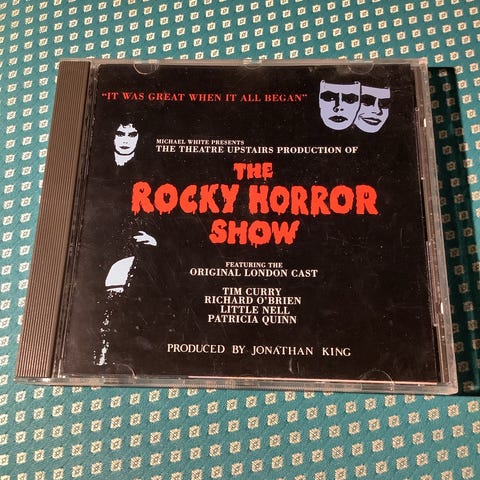 “IT WAS GREAT WHEN IT ALL BEGAN”
MICHAEL WHITE PRESENTS
THE THEATRE UPSTAIRS PRODUCTION OF
THE
ROCKY HORROR
SHOW
FEATURING THE
ORIGINAL LONDON CAST
TIM CURRY
RICHARD O'BRIEN
LITTLE NELL
PATRICIA QUINN
PRODUCED BY JONATHAN KING